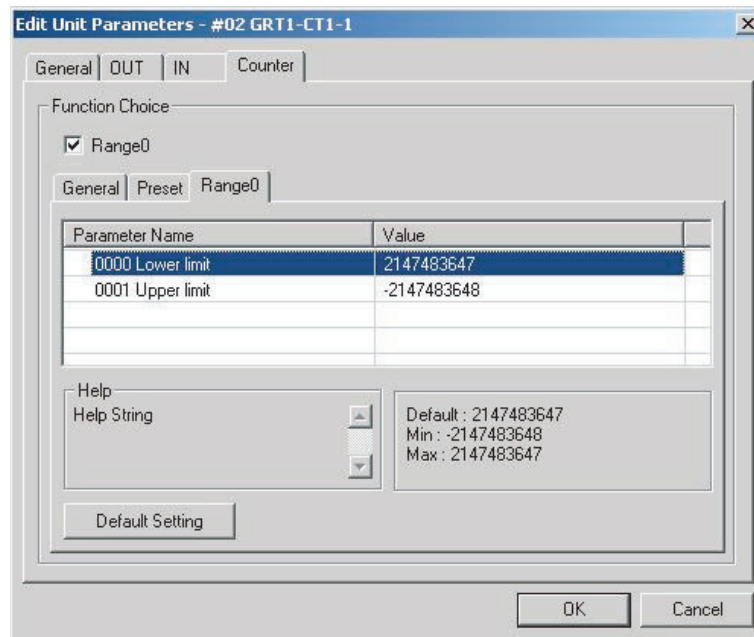 Edit Unit Parameters - #02 GRT1-CT1-1
General OUT IN Counter
Function Choice
Range0
General Preset Range0
Parameter Name Value
0000 Lower limit 2147483647
0001 Upper limit -2147483648
Help
Help String
Default : 2147483647
Min : -2147483648
Max : 2147483647
Default Setting
OK Cancel